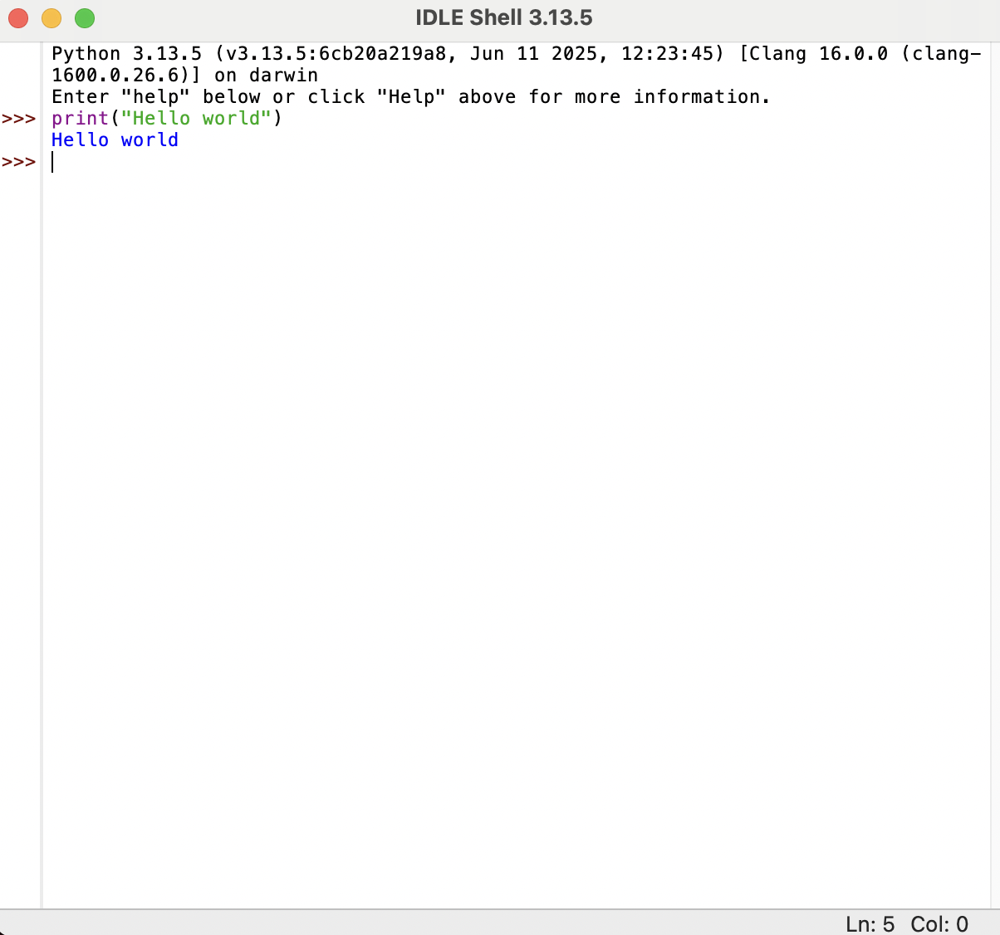 IDLE Shell 3.13.5
Python 3.13.5 (v3.13.5:6cb20a219a8, Jun 11 2025, 12:23:45) [Clang 16.0.0 (clang-
1600.0.26.6)] on darwin
Enter "help" below or click "Help" above for more information.
>>> print("Hello world")
Hello world
>>>
Ln: 5 Col: 0